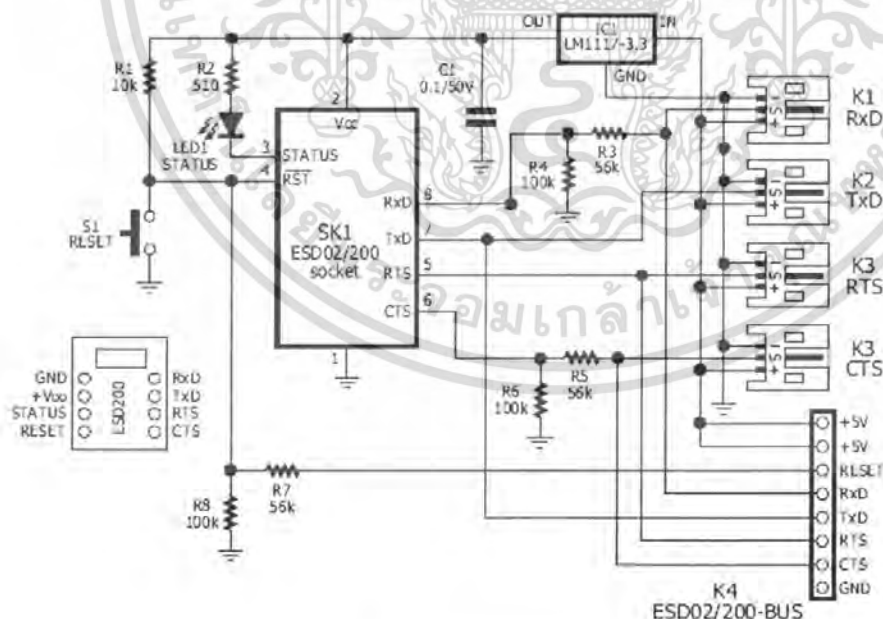 OUT
IC1
IN
LM1117-3.3
GND
R1
10k
R2
510
C1
0.1/50V
2
Vcc
LED1
STATUS
3
STATUS
4
RST
SK1
ESD02/200
socket
RxD
8
TxD
7
RTS
5
CTS
6
1
S1
RESET
R4
100k
R3
56k
R6
100k
R5
56k
K1
RxD
+ S -
K2
TxD
+ S -
K3
RTS
+ S -
K3
CTS
+ S -
GND
+Vcc
STATUS
RESET
ESD200
RxD
TxD
RTS
CTS
R8
100k
R7
56k
+5V
+5V
RESET
RxD
TxD
RTS
CTS
GND
K4
ESD02/200-BUS